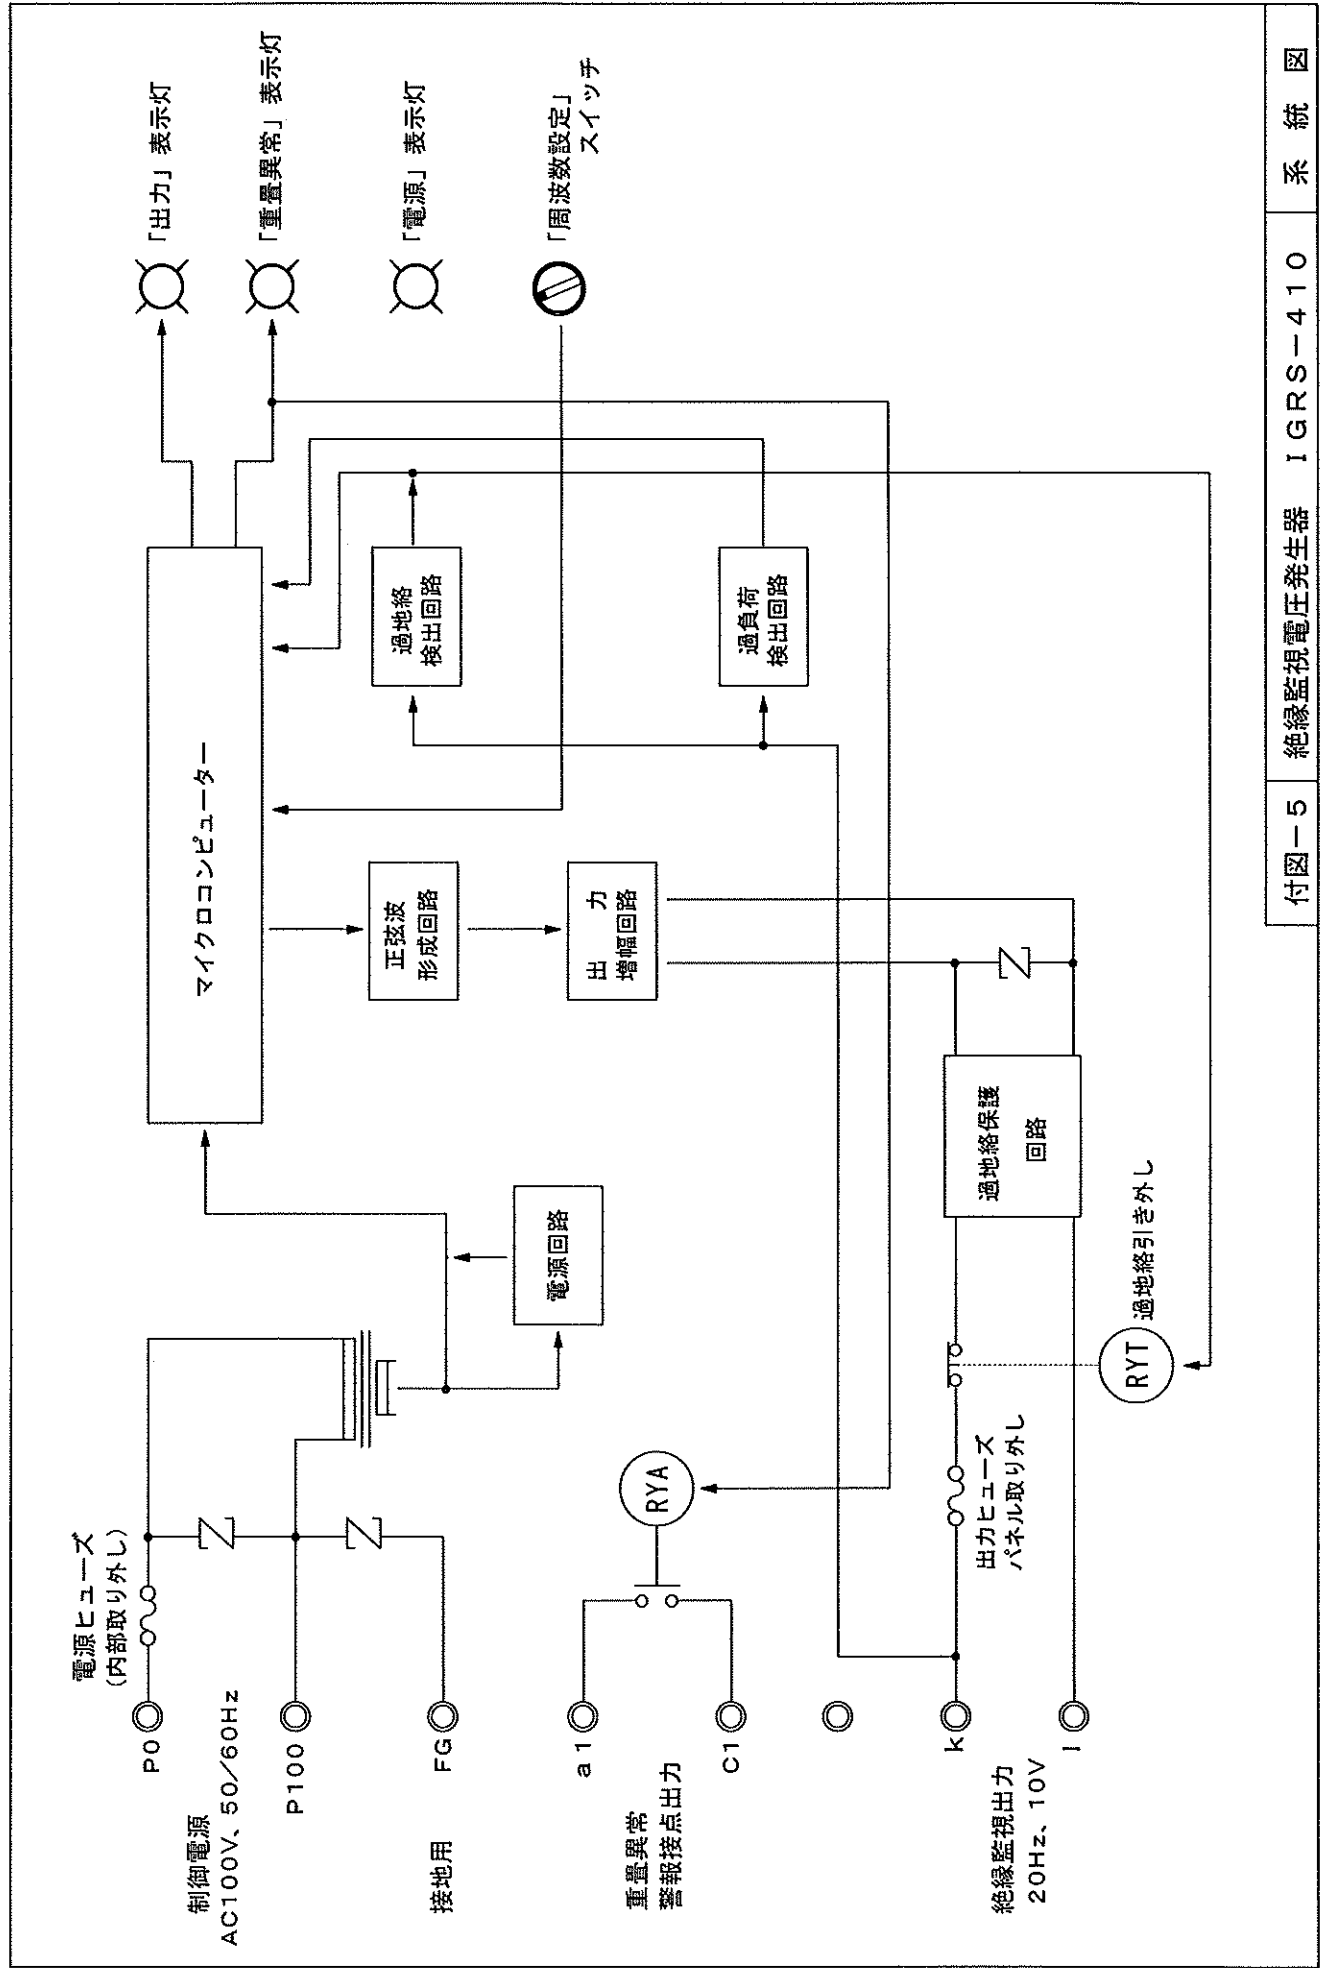 電源ヒューズ
(内部取り外し)
P0
制御電源
AC100V、50/60Hz
P100
FG
接地用
a1
重畳異常
警報接点出力
C1
k
絶縁監視出力
20Hz、10V
l
RYA
出力ヒューズ
パネル取り外し
RYT
過地絡引き外し
電源回路
過地絡保護
回路
マイクロコンピューター
正弦波
形成回路
出力
増幅回路
過地絡
検出回路
過負荷
検出回路
「出力」表示灯
「重畳異常」表示灯
「電源」表示灯
「周波数設定」
スイッチ
付図－5
絶縁監視電圧発生器 IGRS－410
系統図